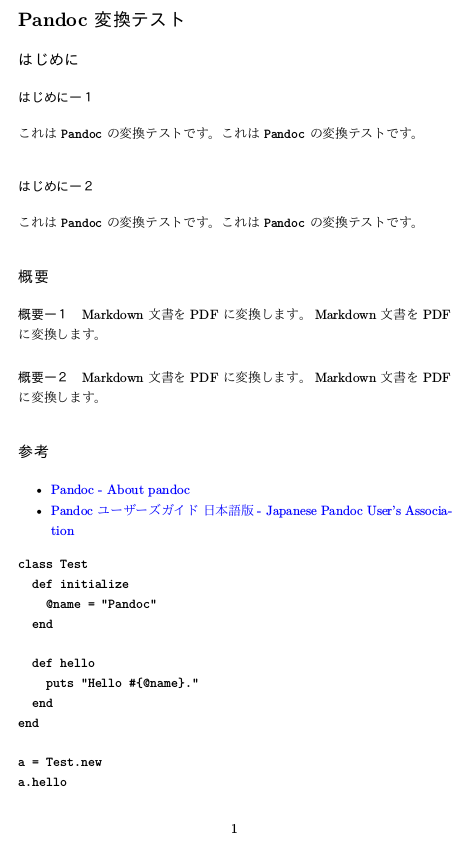 Pandoc 変換テスト
はじめに
はじめにー１
これは Pandoc の変換テストです。これは Pandoc の変換テストです。
はじめにー２
これは Pandoc の変換テストです。これは Pandoc の変換テストです。
概要
概要ー１　Markdown 文書を PDF に変換します。 Markdown 文書を PDF
に変換します。
概要ー２　Markdown 文書を PDF に変換します。 Markdown 文書を PDF
に変換します。
参考
• Pandoc - About pandoc
• Pandoc ユーザーズガイド 日本語版 - Japanese Pandoc User's Associa-
tion
class Test
  def initialize
    @name = "Pandoc"
  end

  def hello
    puts "Hello #{@name}."
  end
end

a = Test.new
a.hello
1